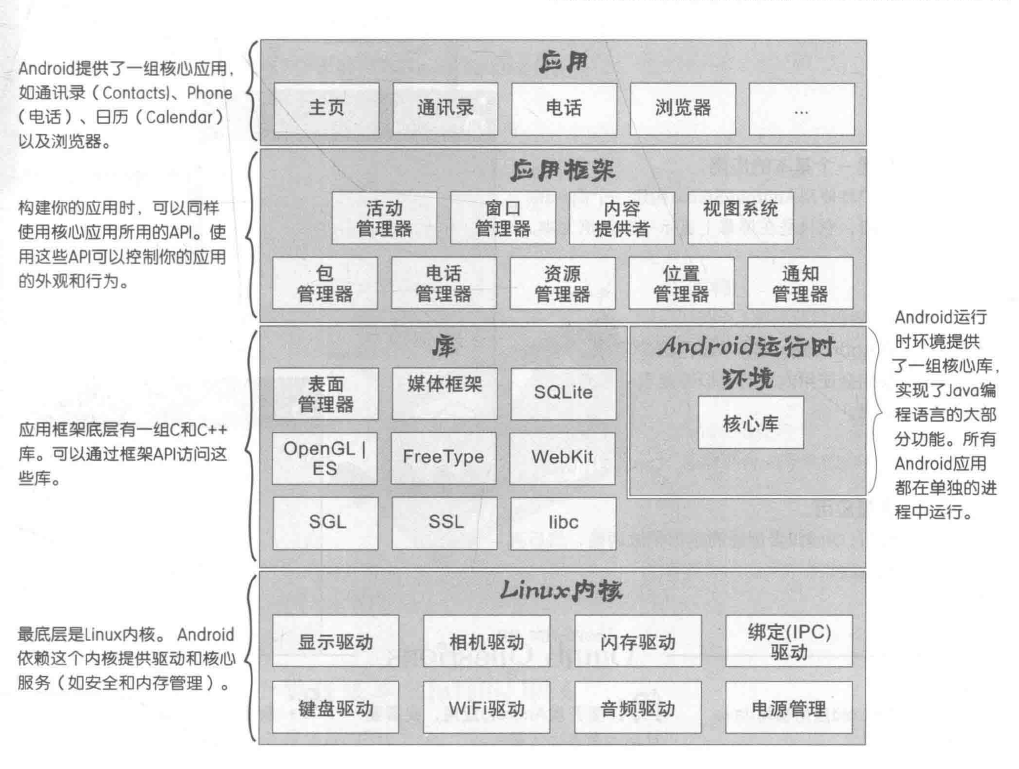 应用
Android提供了一组核心应用，
如通讯录（Contacts)、Phone
（电话）、日历（Calendar）
以及浏览器。
主页
通讯录
电话
浏览器
...
应用框架
构建你的应用时，可以同样
使用核心应用所用的API。使
用这些API可以控制你的应用
的外观和行为。
活动
管理器
窗口
管理器
内容
提供者
视图系统
包
管理器
电话
管理器
资源
管理器
位置
管理器
通知
管理器
库
应用框架底层有一组C和C++
库。可以通过框架API访问这
些库。
表面
管理器
媒体框架
SQLite
OpenGL |
ES
FreeType
WebKit
SGL
SSL
libc
Android运行时
环境
核心库
Android运行
时环境提供
了一组核心库，
实现了Java编
程语言的大部
分功能。所有
Android应用
都在单独的进
程中运行。
Linux内核
最底层是Linux内核。 Android
依赖这个内核提供驱动和核心
服务（如安全和内存管理）。
显示驱动
相机驱动
闪存驱动
绑定(IPC)
驱动
键盘驱动
WiFi驱动
音频驱动
电源管理